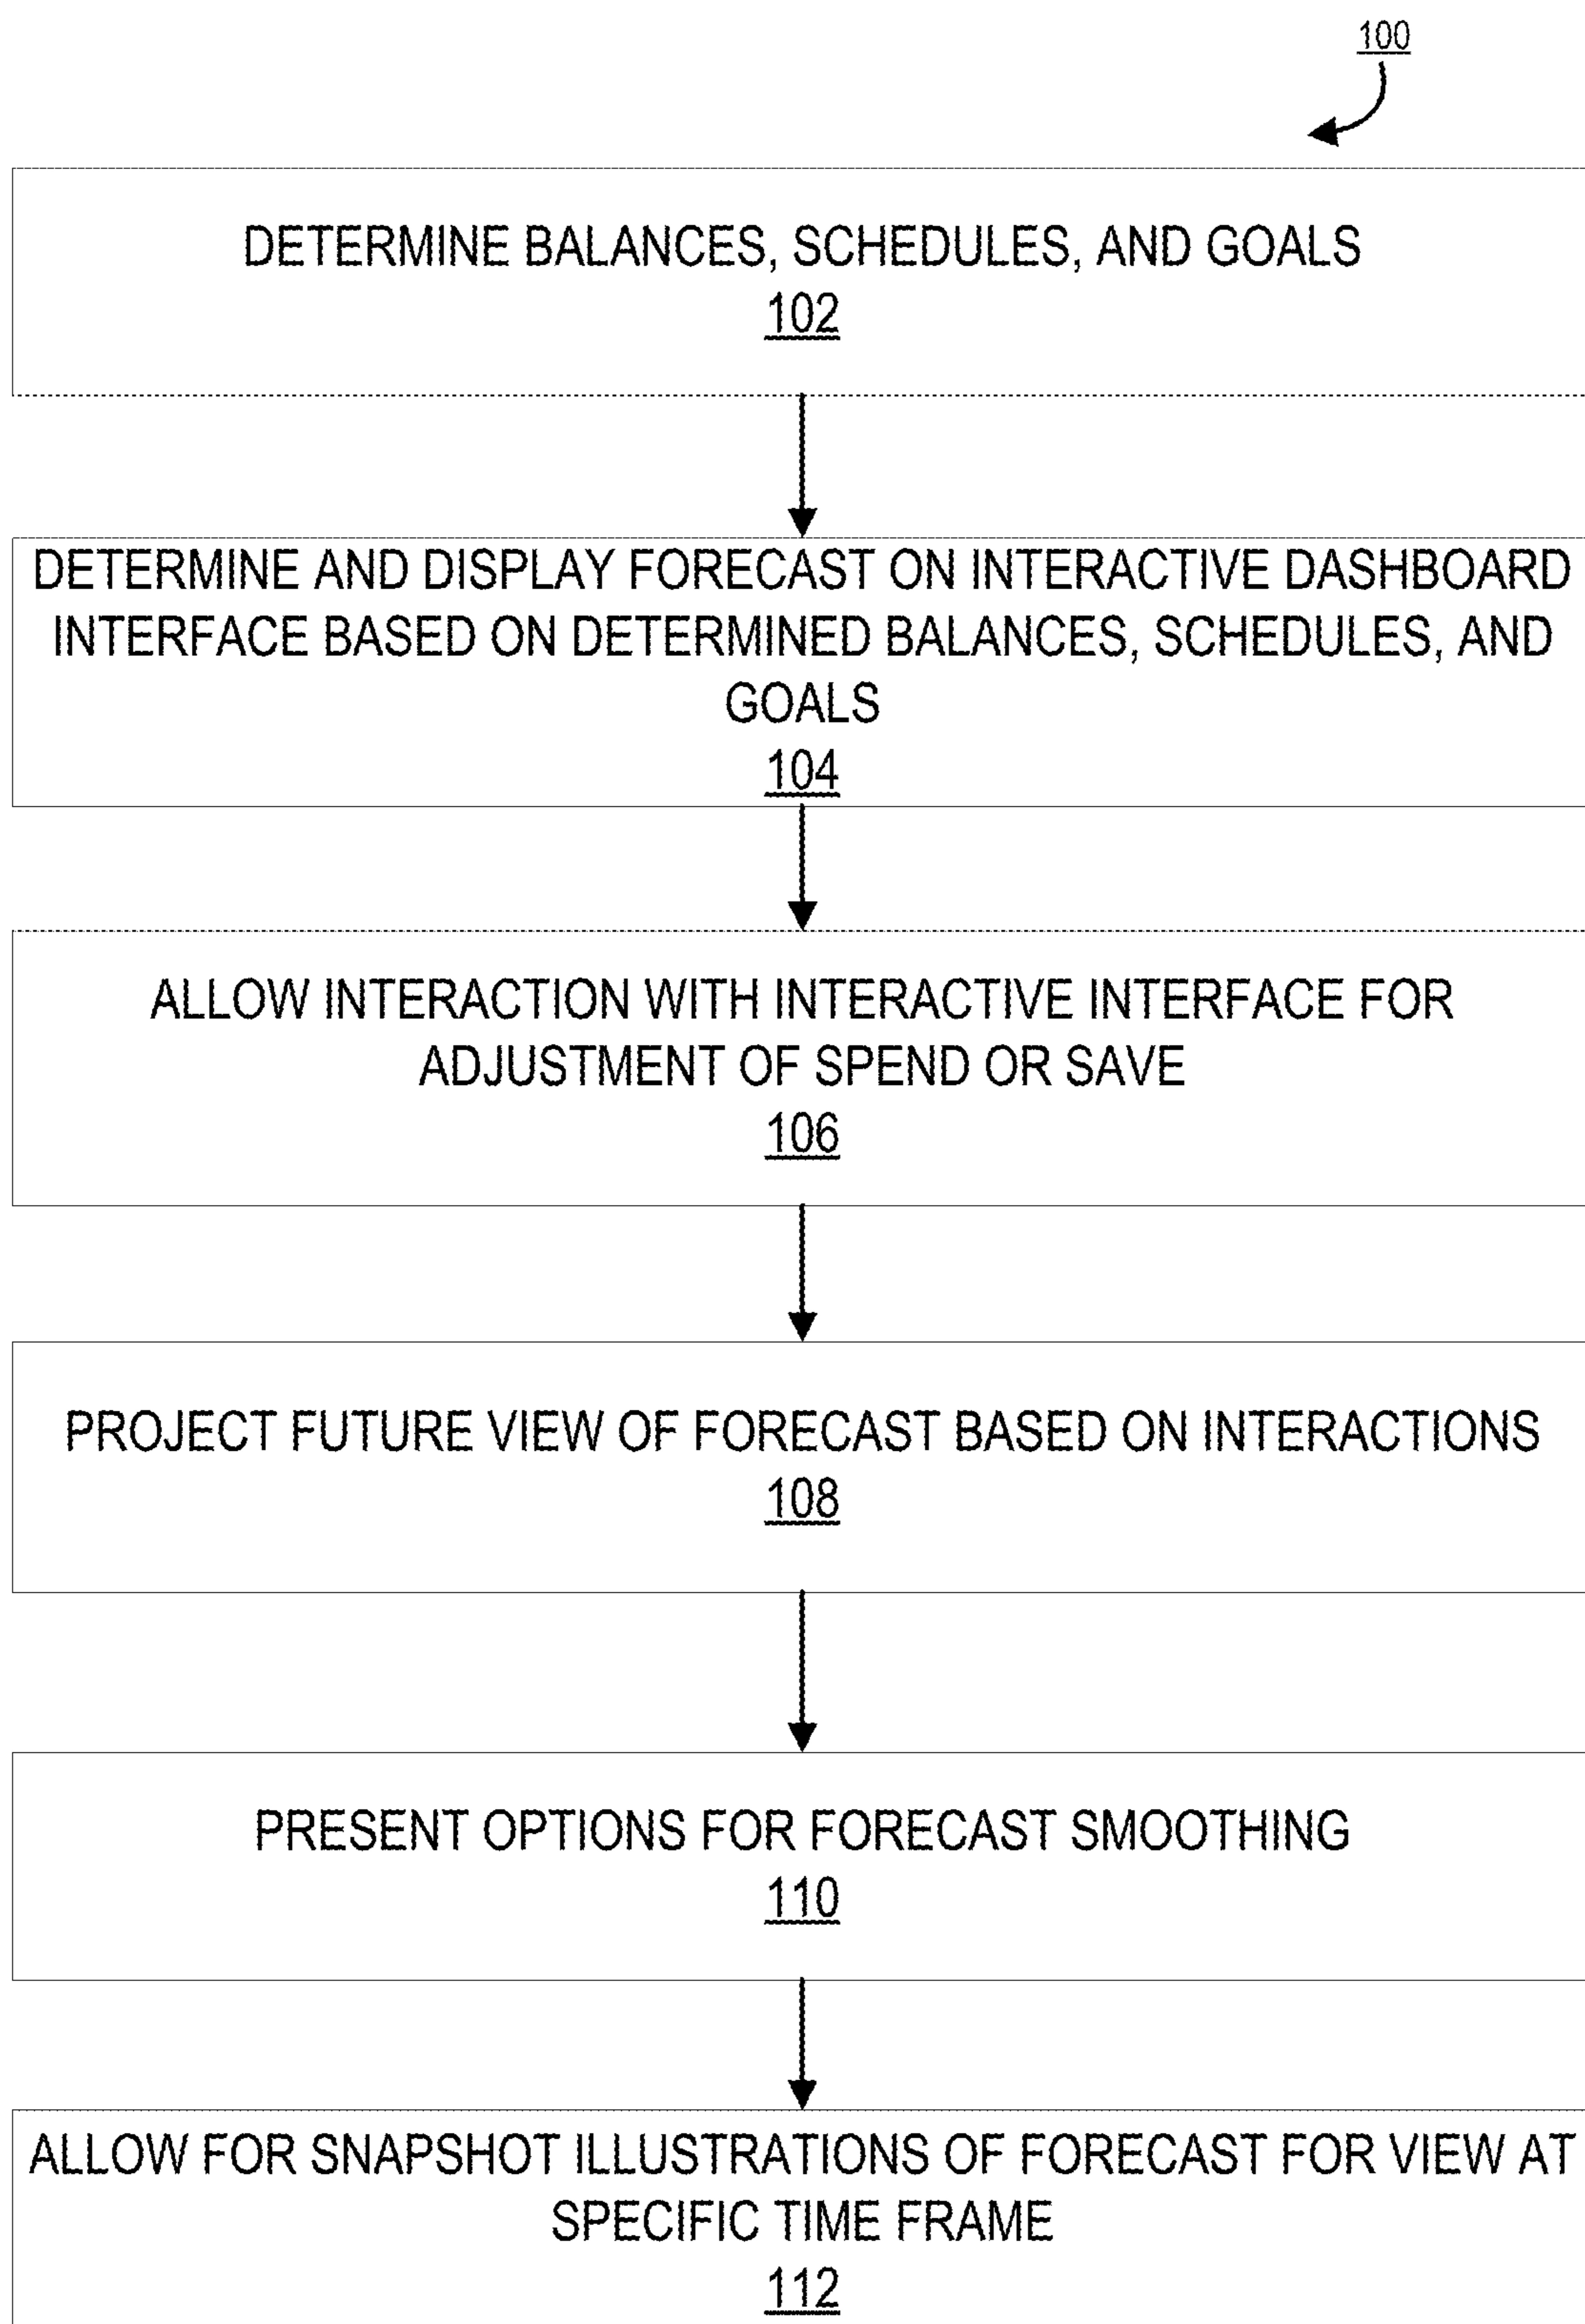 100
DETERMINE BALANCES, SCHEDULES, AND GOALS
102
DETERMINE AND DISPLAY FORECAST ON INTERACTIVE DASHBOARD
INTERFACE BASED ON DETERMINED BALANCES, SCHEDULES, AND
GOALS
104
ALLOW INTERACTION WITH INTERACTIVE INTERFACE FOR
ADJUSTMENT OF SPEND OR SAVE
106
PROJECT FUTURE VIEW OF FORECAST BASED ON INTERACTIONS
108
PRESENT OPTIONS FOR FORECAST SMOOTHING
110
ALLOW FOR SNAPSHOT ILLUSTRATIONS OF FORECAST FOR VIEW AT
SPECIFIC TIME FRAME
112